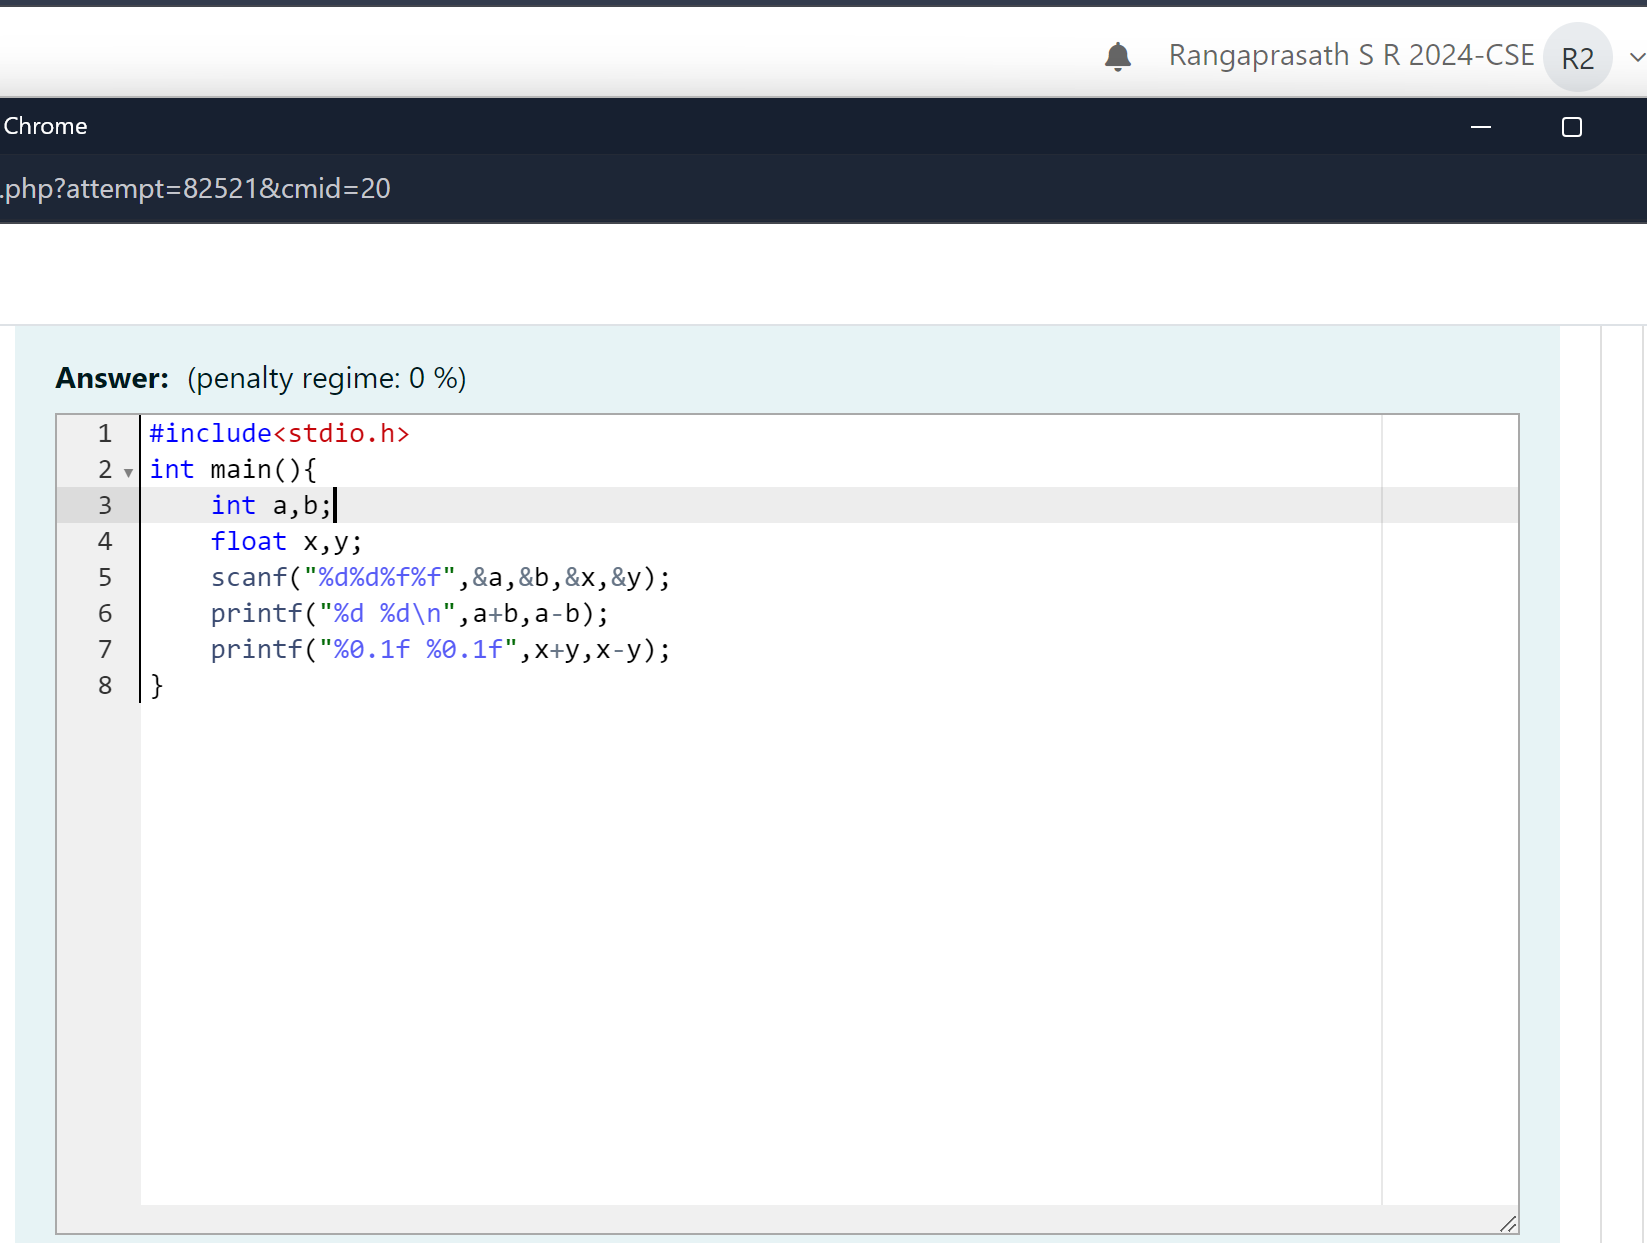 Rangaprasath S R 2024-CSE R2
Chrome
.php?attempt=82521&cmid=20
Answer: (penalty regime: 0 %)
1 #include<stdio.h>
2 int main(){
3     int a,b;
4     float x,y;
5     scanf("%d%d%f%f",&a,&b,&x,&y);
6     printf("%d %d\n",a+b,a-b);
7     printf("%0.1f %0.1f",x+y,x-y);
8 }